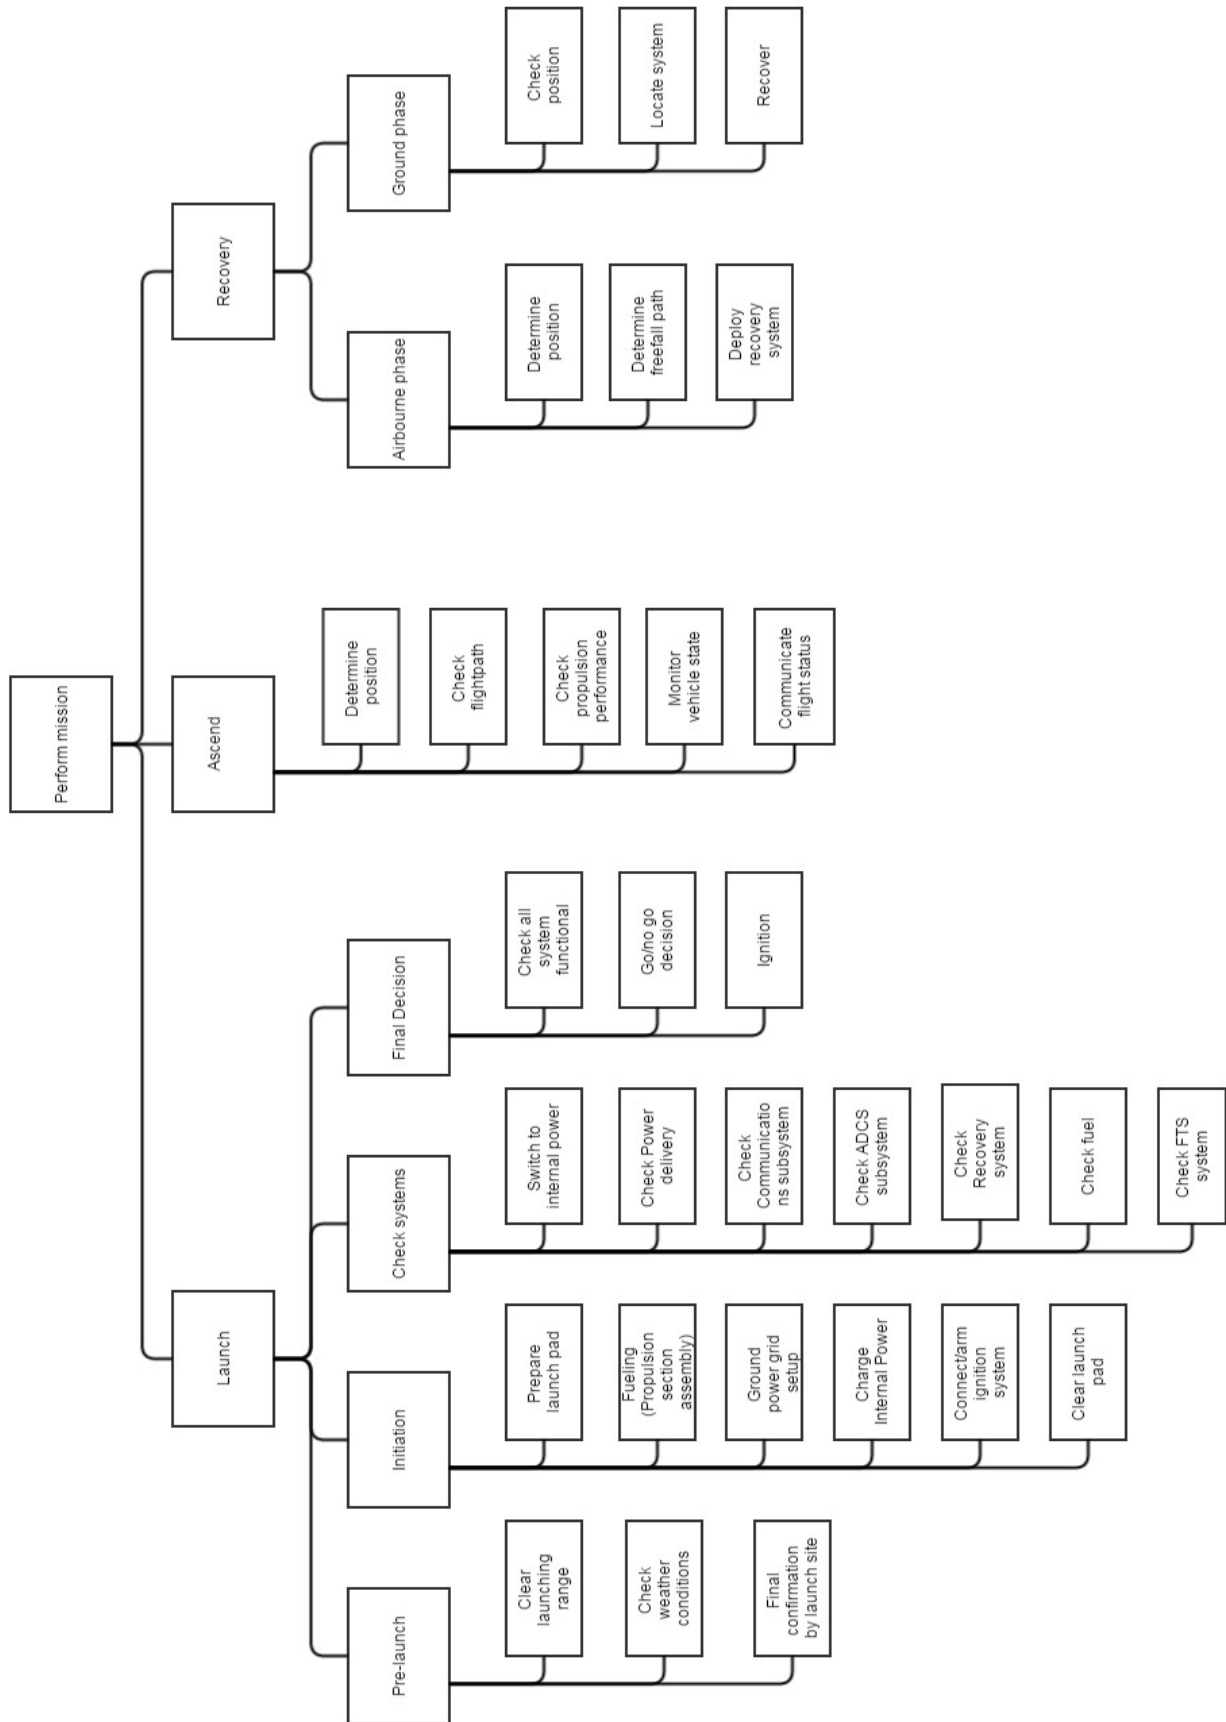 Perform mission
Launch
Ascend
Recovery
Pre-launch
Initiation
Check systems
Final Decision
Airbourne phase
Ground phase
Clear
launching
range
Check
weather
conditions
Final
confirmation
by launch site
Prepare
launch pad
Fueling
(Propulsion
section
assembly)
Ground
power grid
setup
Charge
Internal Power
Connect/arm
ignition
system
Clear launch
pad
Switch to
internal power
Check Power
delivery
Check
Communicatio
ns subsystem
Check ADCS
subsystem
Check
Recovery
system
Check fuel
Check FTS
system
Check all
system
functional
Go/no go
decision
Ignition
Determine
position
Check
flightpath
Check
propulsion
performance
Monitor
vehicle state
Communicate
flight status
Determine
position
Determine
freefall path
Deploy
recovery
system
Check
position
Locate system
Recover